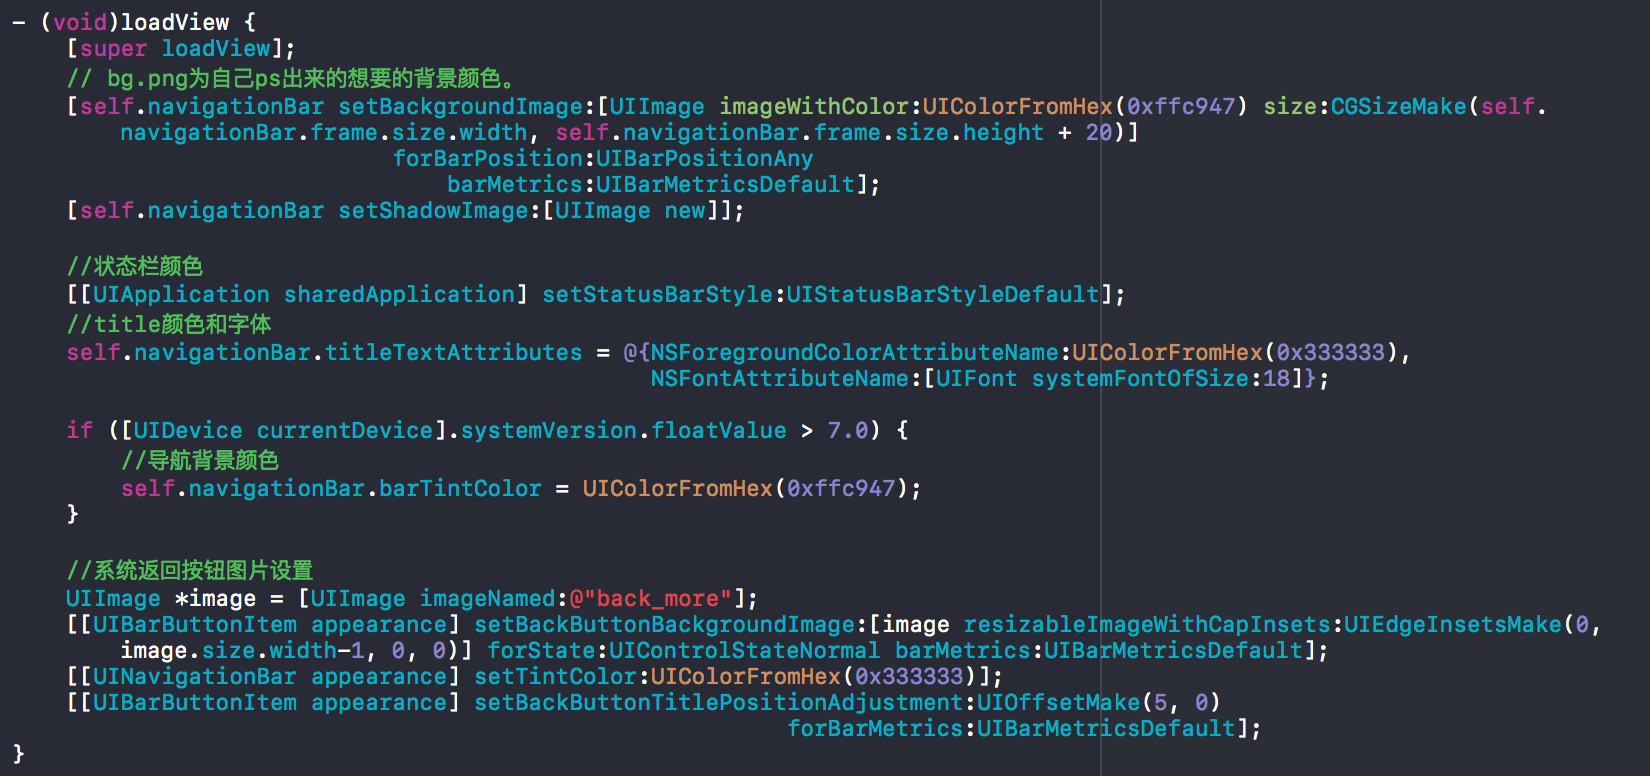 - (void)loadView {
[super loadView];
// bg.png为自己ps出来的想要的背景颜色。
[self.navigationBar setBackgroundImage:[UIImage imageWithColor:UIColorFromHex(0xffc947) size:CGSizeMake(self.
navigationBar.frame.size.width, self.navigationBar.frame.size.height + 20)]
forBarPosition:UIBarPositionAny
barMetrics:UIBarMetricsDefault];
[self.navigationBar setShadowImage:[UIImage new]];
//状态栏颜色
[[UIApplication sharedApplication] setStatusBarStyle:UIStatusBarStyleDefault];
//title颜色和字体
self.navigationBar.titleTextAttributes = @{NSForegroundColorAttributeName:UIColorFromHex(0x333333),
NSFontAttributeName:[UIFont systemFontOfSize:18]};
if ([UIDevice currentDevice].systemVersion.floatValue > 7.0) {
//导航背景颜色
self.navigationBar.barTintColor = UIColorFromHex(0xffc947);
}
//系统返回按钮图片设置
UIImage *image = [UIImage imageNamed:@"back_more"];
[[UIBarButtonItem appearance] setBackButtonBackgroundImage:[image resizableImageWithCapInsets:UIEdgeInsetsMake(0,
image.size.width-1, 0, 0)] forState:UIControlStateNormal barMetrics:UIBarMetricsDefault];
[[UINavigationBar appearance] setTintColor:UIColorFromHex(0x333333)];
[[UIBarButtonItem appearance] setBackButtonTitlePositionAdjustment:UIOffsetMake(5, 0)
forBarMetrics:UIBarMetricsDefault];
}